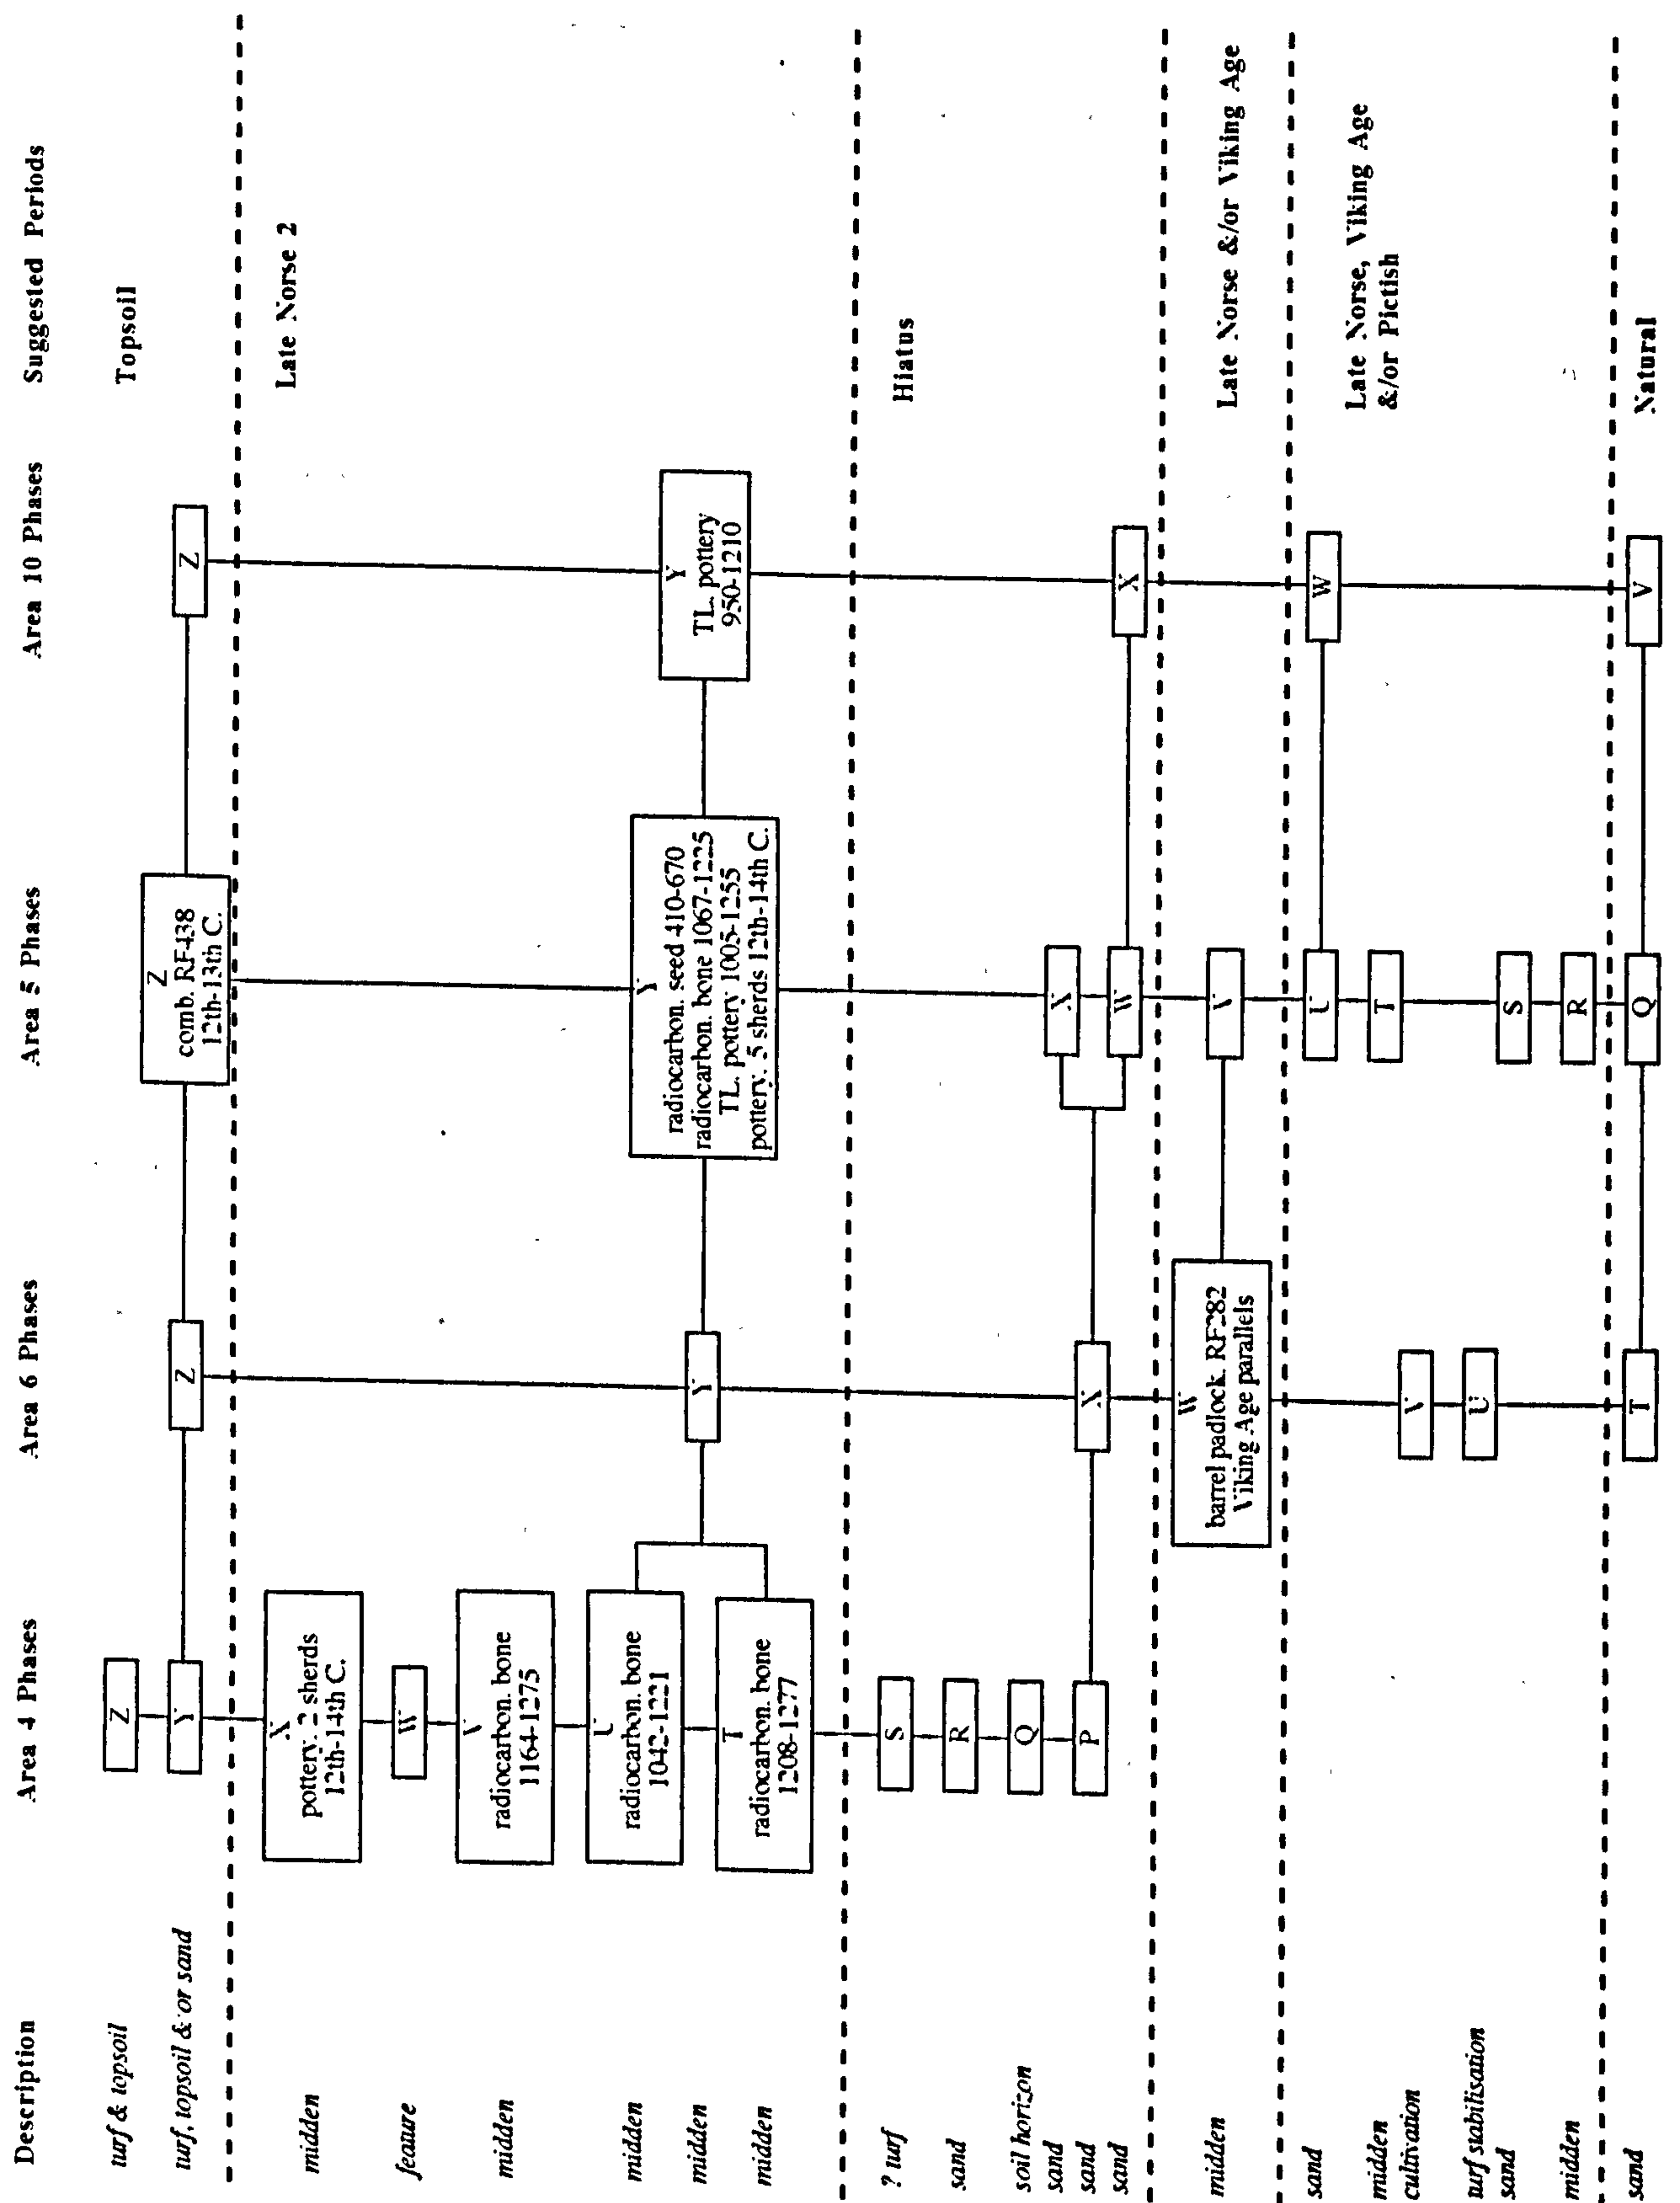 Description
Area 4 Phases
Area 6 Phases
Area 5 Phases
Area 10 Phases
Suggested Periods
turf & topsoil
Z
Topsoil
turf, topsoil &/or sand
Y
Z
Z
comb. RF438
12th-13th C.
Z
midden
X
pottery. 2 sherds
12th-14th C.
Late Norse 2
feature
W
midden
V
radiocarbon. bone
1164-1275
midden
U
radiocarbon. bone
1042-1221
midden
Y
Y
radiocarbon. seed 410-670
radiocarbon. bone 1067-1225
TL. pottery 1005-1255
pottery. 5 sherds 12th-14th C.
Y
TL. pottery
950-1210
midden
T
radiocarbon. bone
1208-1277
? turf
S
Hiatus
sand
R
soil horizon
Q
sand
X
sand
P
X
sand
W
X
midden
W
barrel padlock. RF282
Viking Age parallels
V
Late Norse &/or Viking Age
sand
U
W
Late Norse, Viking Age
&/or Pictish
midden
T
cultivation
V
turf stabilisation
U
sand
S
midden
R
sand
T
Q
V
Natural